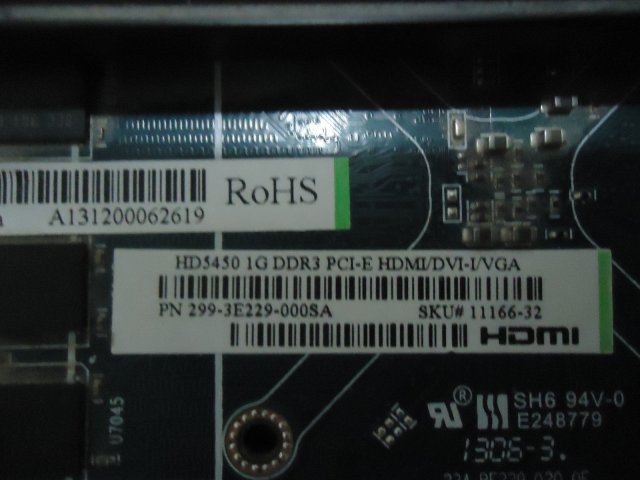 RoHS
A131200062619
HD5450 1G DDR3 PCI-E HDMI/DVI-I/VGA
PN 299-3E229-000SA SKU# 11166-32
HDMI
U7045
SH6 94V-0
E248779
1306-3.